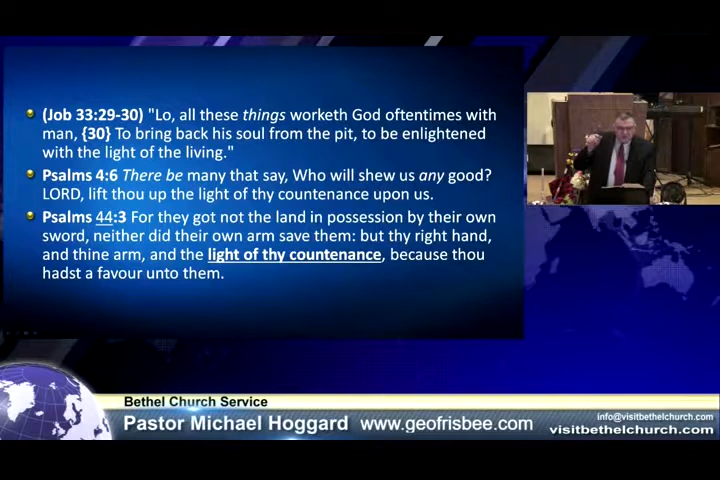 (Job 33:29-30) "Lo, all these things worketh God oftentimes with
man, {30} To bring back his soul from the pit, to be enlightened
with the light of the living."
Psalms 4:6 There be many that say, Who will shew us any good?
LORD, lift thou up the light of thy countenance upon us.
Psalms 44:3 For they got not the land in possession by their own
sword, neither did their own arm save them: but thy right hand,
and thine arm, and the light of thy countenance, because thou
hadst a favour unto them.
Bethel Church Service
Pastor Michael Hoggard www.geofrisbee.com
info@visitbethelchurch.com
visitbethelchurch.com